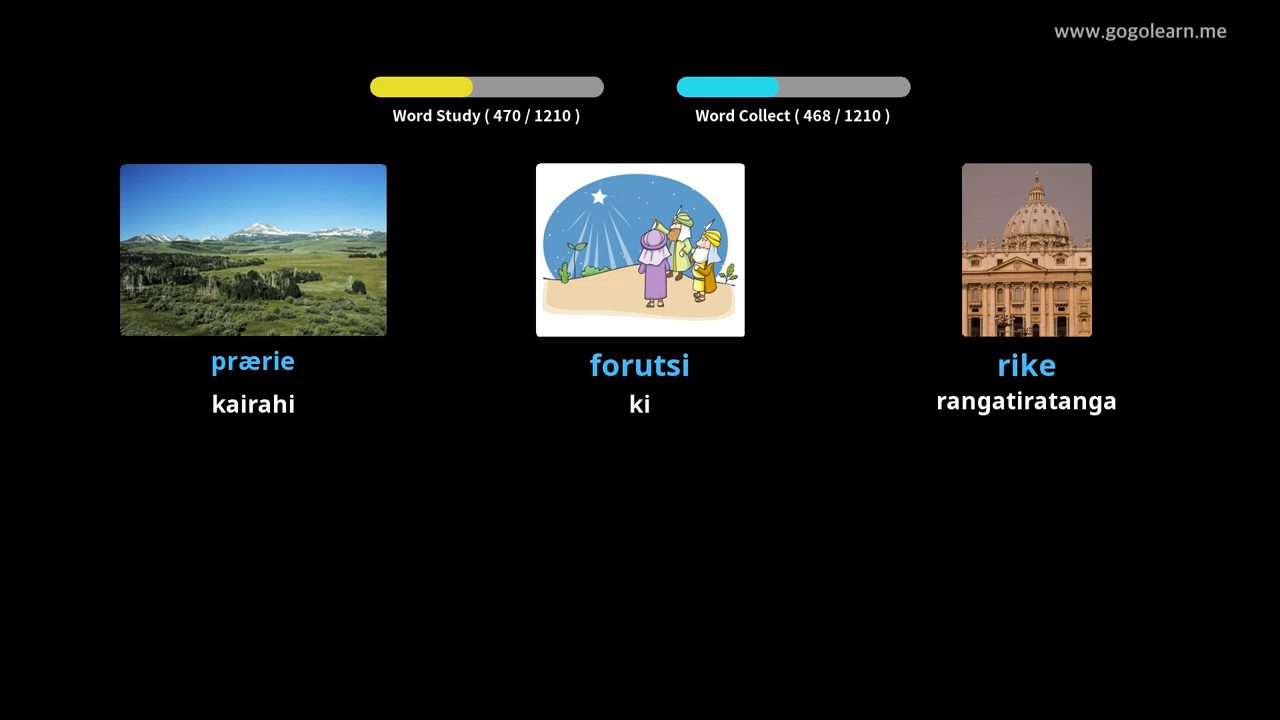 www.gogolearn.me
Word Study ( 470 / 1210 )
Word Collect ( 468 / 1210 )
prærie
forutsi
rike
kairahi
ki
rangatiratanga